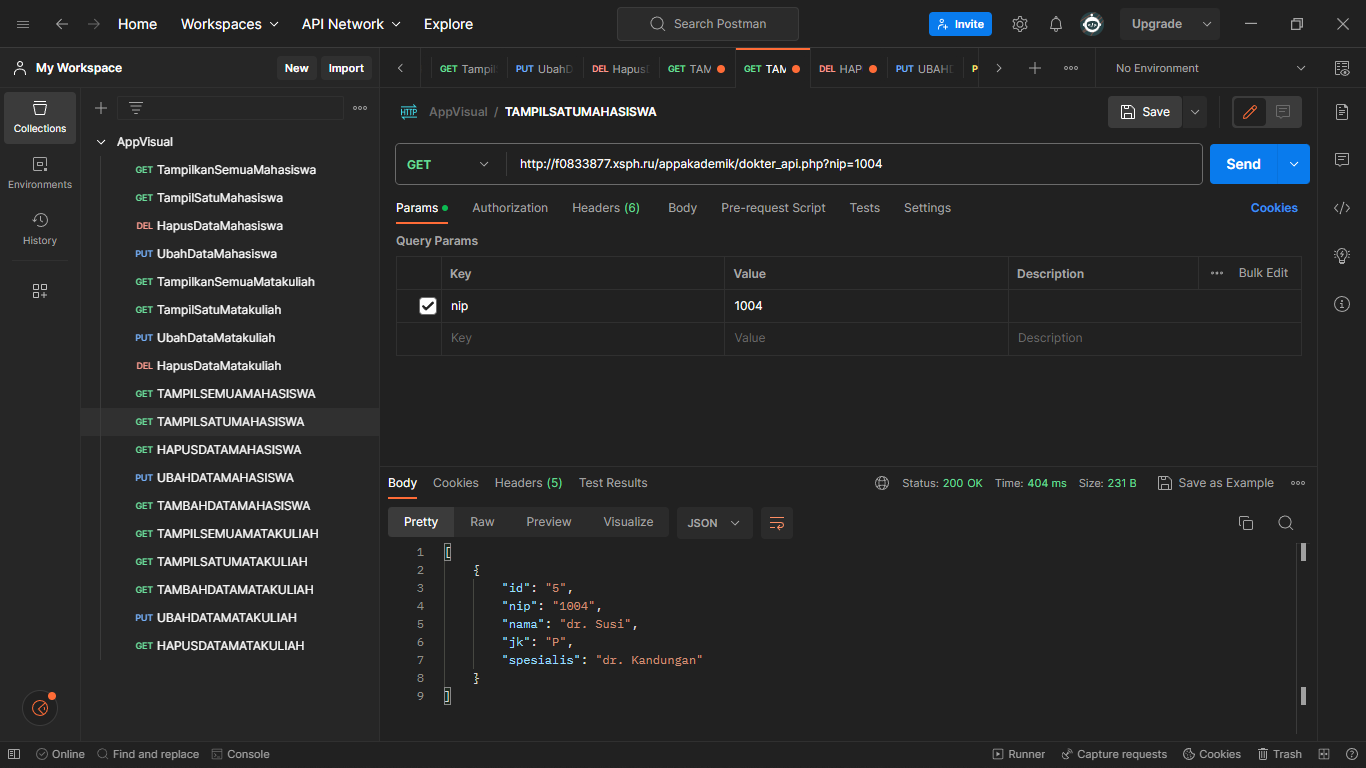 Home Workspaces API Network Explore Search Postman Invite Upgrade
My Workspace New Import
GET Tampil PUT UbahD DEL Hapus GET TAM GET TAM DEL HAP PUT UBAHD P No Environment
Collections
Environments
History
AppVisual
GET TampilkanSemuaMahasiswa
GET TampilSatuMahasiswa
DEL HapusDataMahasiswa
PUT UbahDataMahasiswa
GET TampilkanSemuaMatakuliah
GET TampilSatuMatakuliah
PUT UbahDataMatakuliah
DEL HapusDataMatakuliah
GET TAMPILSEMUAMAHASISWA
GET TAMPILSATUMAHASISWA
GET HAPUSDATAMAHASISWA
PUT UBAHDATAMAHASISWA
GET TAMBAHDATAMAHASISWA
GET TAMPILSEMUAMATAKULIAH
GET TAMPILSATUMATAKULIAH
GET TAMBAHDATAMATAKULIAH
PUT UBAHDATAMATAKULIAH
GET HAPUSDATAMATAKULIAH
HTTP AppVisual / TAMPILSATUMAHASISWA Save
GET http://f0833877.xsph.ru/appakademik/dokter_api.php?nip=1004 Send
Params Authorization Headers (6) Body Pre-request Script Tests Settings Cookies
Query Params
Key Value Description Bulk Edit
nip 1004
Key Value Description
Body Cookies Headers (5) Test Results Status: 200 OK Time: 404 ms Size: 231 B Save as Example
Pretty Raw Preview Visualize JSON
1 [
2 {
3 "id": "5",
4 "nip": "1004",
5 "nama": "dr. Susi",
6 "jk": "P",
7 "spesialis": "dr. Kandungan"
8 }
9 ]
Online Find and replace Console Runner Capture requests Cookies Trash